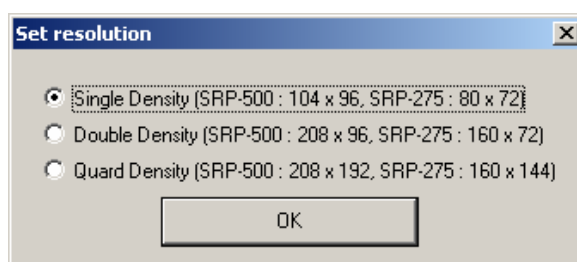 Set resolution
Single Density (SRP-500 : 104 x 96, SRP-275 : 80 x 72)
Double Density (SRP-500 : 208 x 96, SRP-275 : 160 x 72)
Quard Density (SRP-500 : 208 x 192, SRP-275 : 160 x 144)
OK